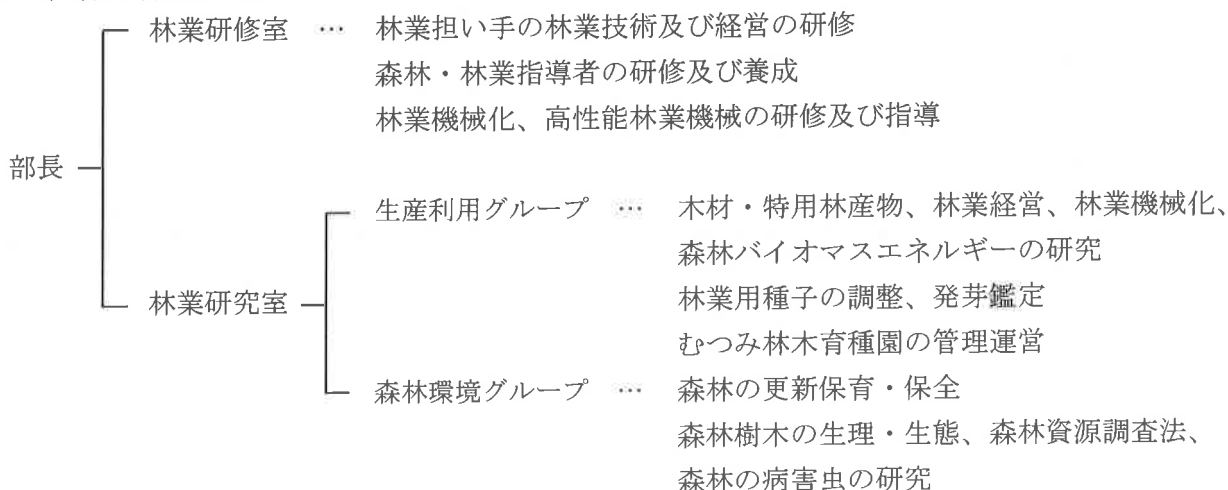 林業研修室 … 林業担い手の林業技術及び経営の研修
森林・林業指導者の研修及び養成
林業機械化、高性能林業機械の研修及び指導
部長
生産利用グループ … 木材・特用林産物、林業経営、林業機械化、
森林バイオマスエネルギーの研究
林業研究室
林業用種子の調整、発芽鑑定
むつみ林木育種園の管理運営
森林環境グループ … 森林の更新保育・保全
森林樹木の生理・生態、森林資源調査法、
森林の病害虫の研究